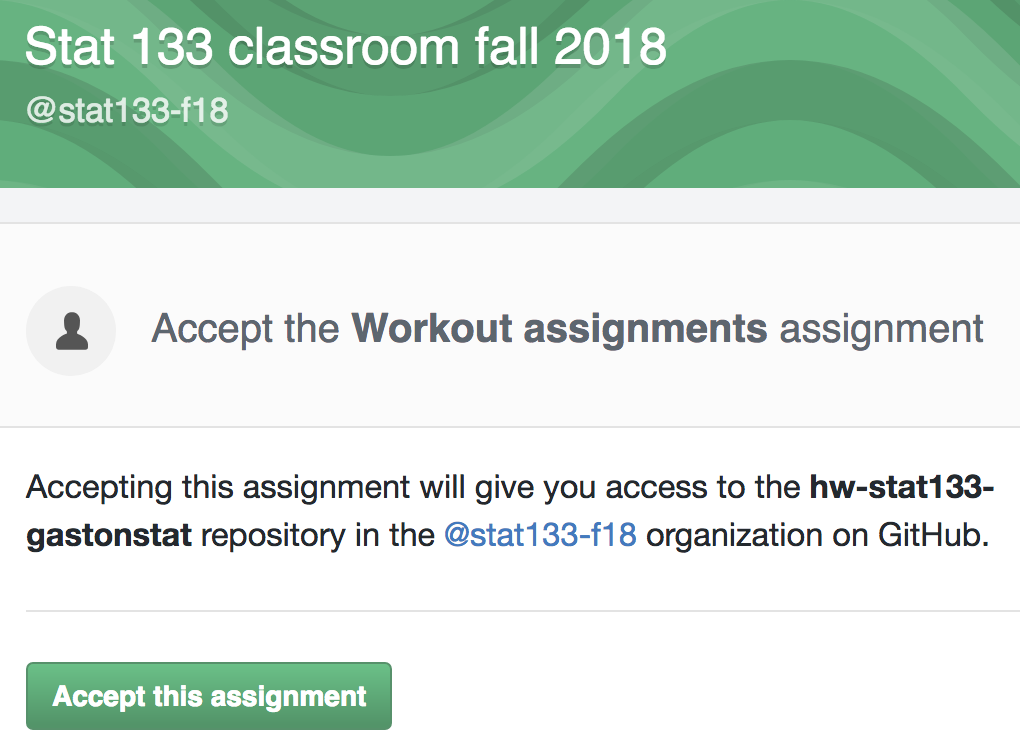 Stat 133 classroom fall 2018
@stat133-f18
Accept the Workout assignments assignment
Accepting this assignment will give you access to the hw-stat133-
gastonstat repository in the @stat133-f18 organization on GitHub.
Accept this assignment